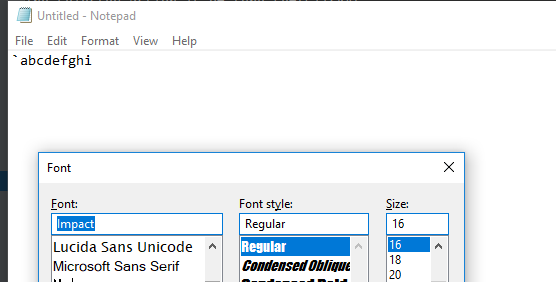 Untitled - Notepad
File Edit Format View Help
`abcdefghi
Font
Font: Font style: Size:
Impact Regular 16
Lucida Sans Unicode Regular 16
Microsoft Sans Serif Condensed Oblique 18
20